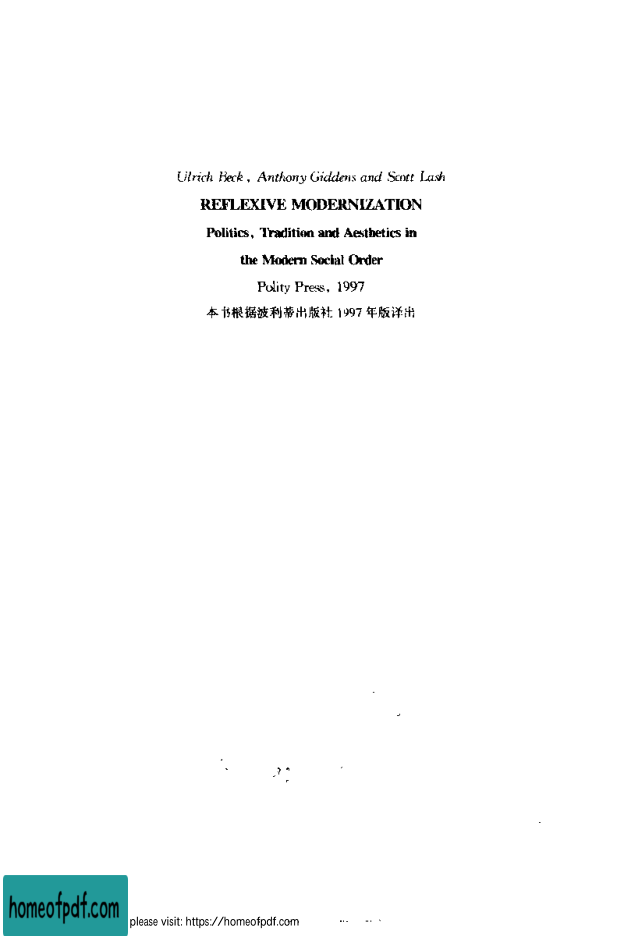 Ulrich Beck, Anthony Giddens and Scott Lash
REFLEXIVE MODERNIZATION
Politics, Tradition and Aesthetics in
the Modern Social Order
Polity Press, 1997
本书根据波利蒂出版社 1997 年版译出
homeofpdf.com
please visit: https://homeofpdf.com